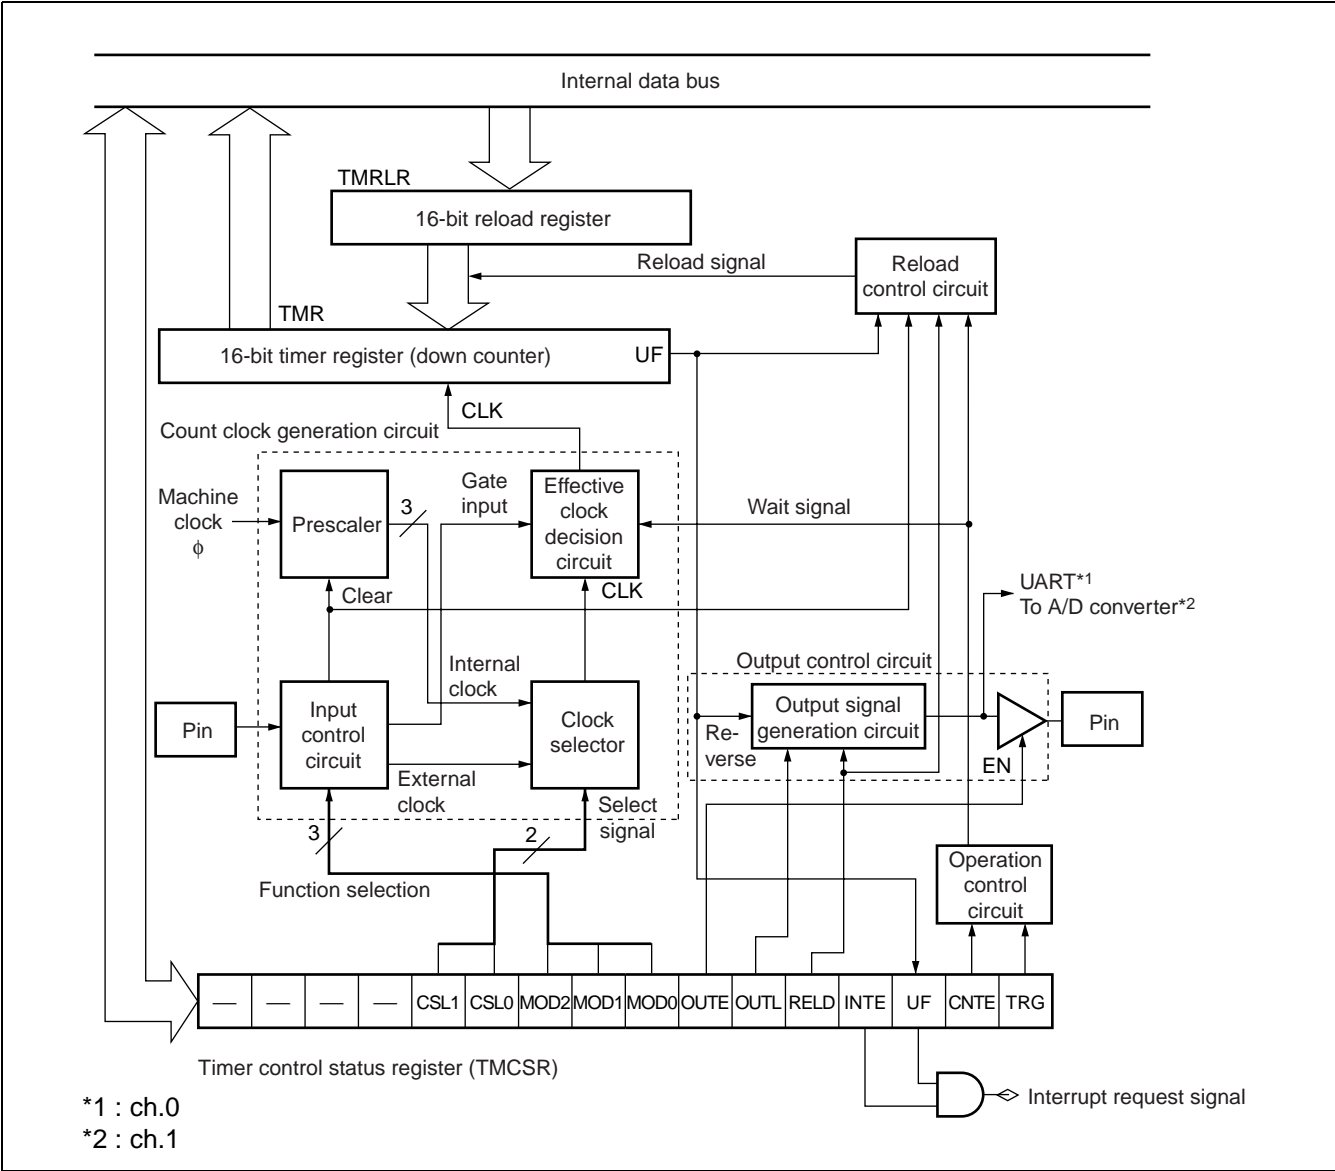 Internal data bus
TMRLR
16-bit reload register
Reload signal
Reload
control circuit
TMR
16-bit timer register (down counter)
UF
CLK
Count clock generation circuit
Machine
clock
ϕ
Prescaler
3
Gate
input
Effective
clock
decision
circuit
Wait signal
Clear
CLK
UART*1
To A/D converter*2
Internal
clock
Output control circuit
Pin
Input
control
circuit
Clock
selector
Output signal
generation circuit
Pin
Re-
verse
EN
External
clock
Select
signal
3
2
Function selection
Operation
control
circuit
— — — — CSL1 CSL0 MOD2 MOD1 MOD0 OUTE OUTL RELD INTE UF CNTE TRG
Timer control status register (TMCSR)
Interrupt request signal
*1 : ch.0
*2 : ch.1